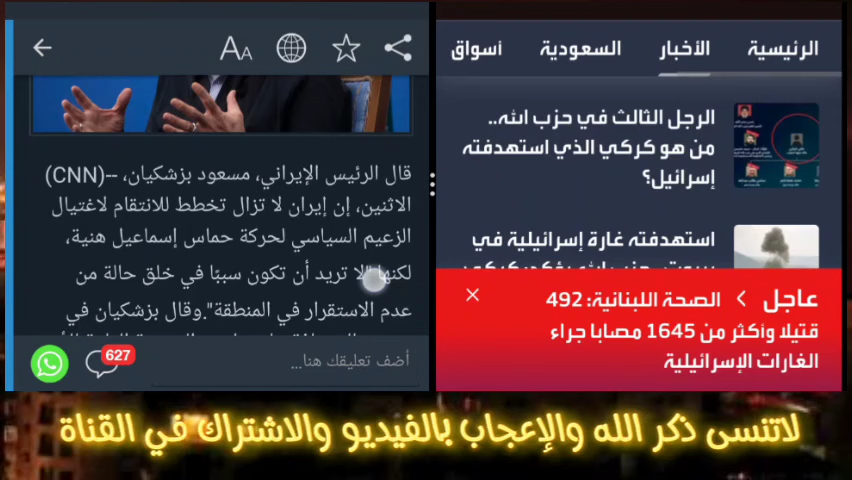 الرئيسية
الأخبار
السعودية
أسواق
الرجل الثالث في حزب الله..
من هو كركي الذي استهدفته
إسرائيل؟
استهدفته غارة إسرائيلية في
عاجل > الصحة اللبنانية: 492
قتيلا وأكثر من 1645 مصابا جراء
الغارات الإسرائيلية
AA
(CNN)-- قال الرئيس الإيراني، مسعود بزشكيان،
الاثنين، إن إيران لا تزال تخطط للانتقام لاغتيال
الزعيم السياسي لحركة حماس إسماعيل هنية،
لكنها "لا تريد أن تكون سببًا في خلق حالة من
عدم الاستقرار في المنطقة".وقال بزشكيان في
أضف تعليقك هنا...
627
لاتنسى ذكر الله والإعجاب بالفيديو والاشتراك في القناة